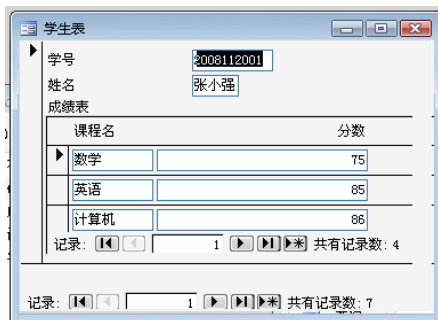 学生表
学号 2008112001
姓名 张小强
成绩表
课程名 分数
数学 75
英语 85
计算机 86
记录: 1 共有记录数: 4
记录: 1 共有记录数: 7